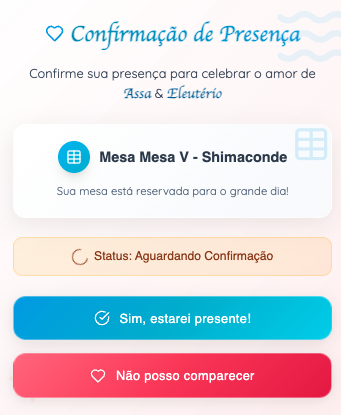 Confirmação de Presença
Confirme sua presença para celebrar o amor de
Assa & Eleutério
Mesa Mesa V - Shimaconde
Sua mesa está reservada para o grande dia!
Status: Aguardando Confirmação
Sim, estarei presente!
Não posso comparecer